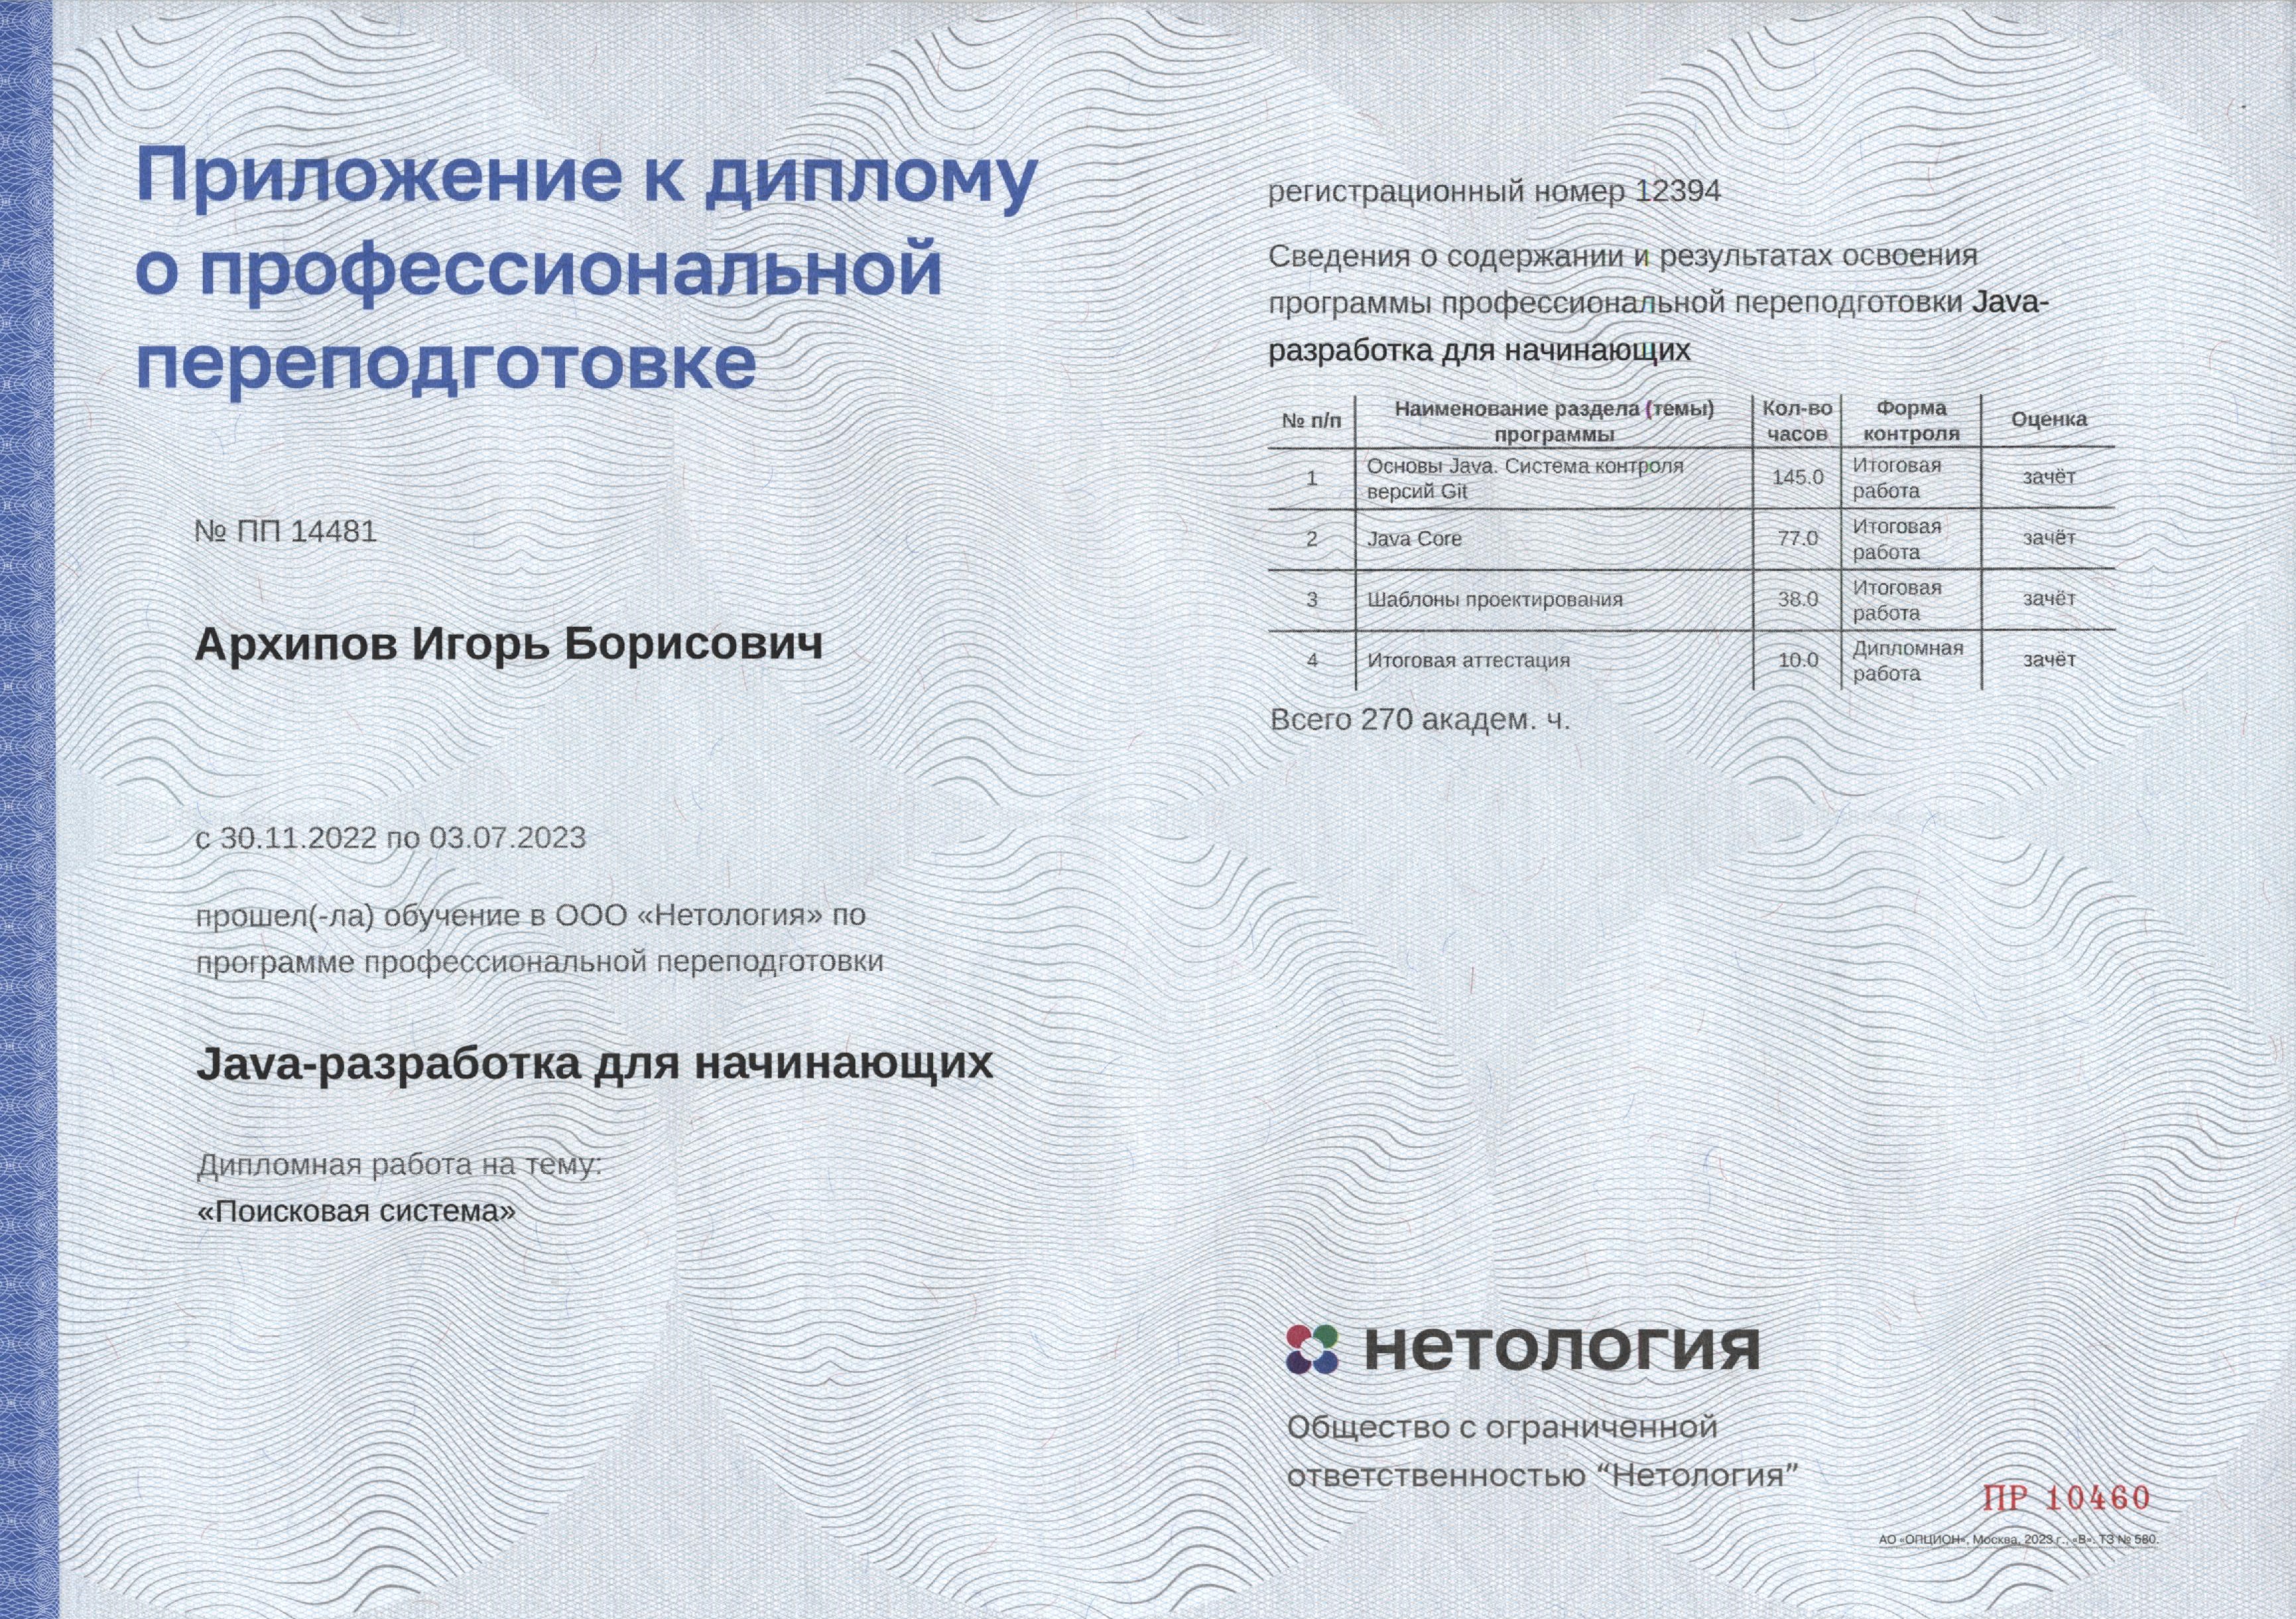 Приложение к диплому
о профессиональной
переподготовке
№ ПП 14481
Архипов Игорь Борисович
с 30.11.2022 по 03.07.2023
прошел(-ла) обучение в ООО «Нетология» по
программе профессиональной переподготовки
Java-разработка для начинающих
Дипломная работа на тему:
«Поисковая система»
регистрационный номер 12394
Сведения о содержании и результатах освоения
программы профессиональной переподготовки Java-
разработка для начинающих
№ п/п Наименование раздела (темы) программы Кол-во часов Форма контроля Оценка
1 Основы Java. Система контроля версий Git 145.0 Итоговая работа зачёт
2 Java Core 77.0 Итоговая работа зачёт
3 Шаблоны проектирования 38.0 Итоговая работа зачёт
4 Итоговая аттестация 10.0 Дипломная работа зачёт
Всего 270 академ. ч.
нетология
Общество с ограниченной
ответственностью “Нетология”
ПР 10460
АО «ОПЦИОН», Москва, 2023 г., «В». ТЗ № 580.